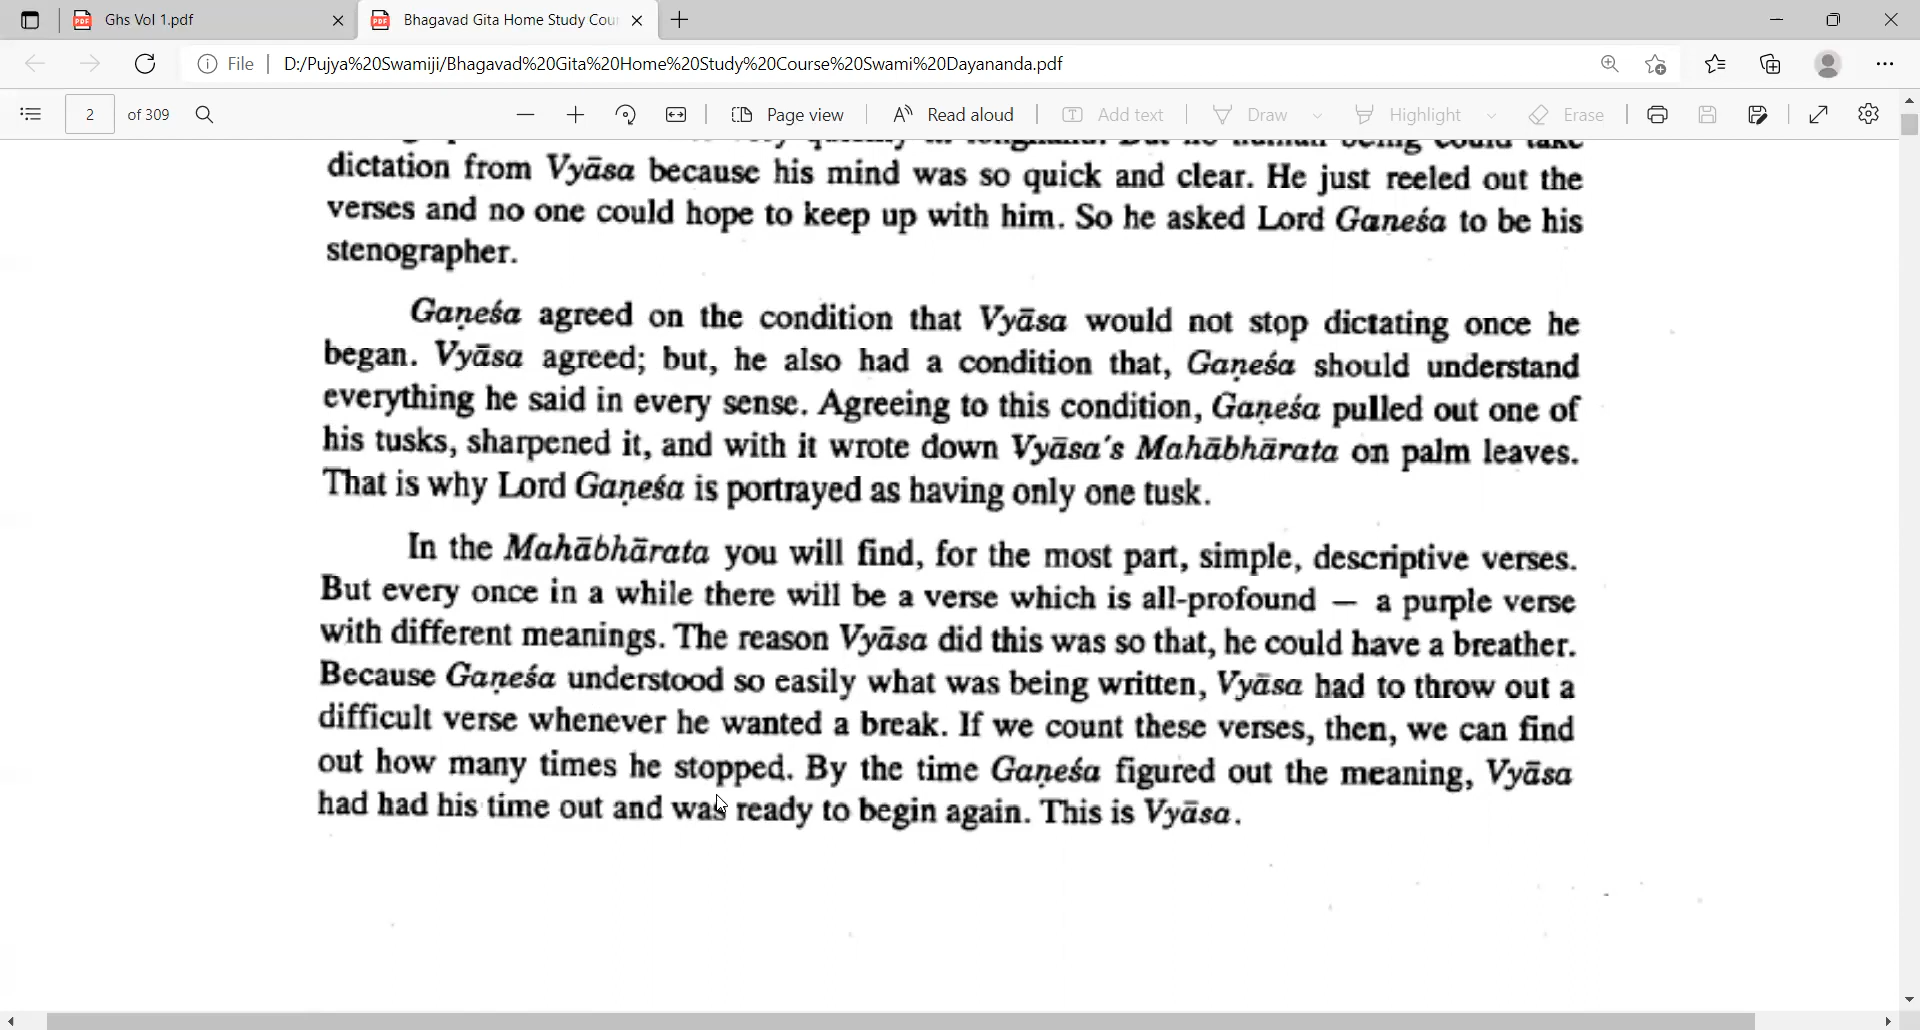 Ghs Vol 1.pdf
Bhagavad Gita Home Study Cou
File
D:/Pujya%20Swamiji/Bhagavad%20Gita%20Home%20Study%20Course%20Swami%20Dayananda.pdf
2 of 309
Page view
Read aloud
Add text
Draw
Highlight
Erase
dictation from Vyāsa because his mind was so quick and clear. He just reeled out the
verses and no one could hope to keep up with him. So he asked Lord Gaṇeśa to be his
stenographer.
Gaṇeśa agreed on the condition that Vyāsa would not stop dictating once he
began. Vyāsa agreed; but, he also had a condition that, Gaṇeśa should understand
everything he said in every sense. Agreeing to this condition, Gaṇeśa pulled out one of
his tusks, sharpened it, and with it wrote down Vyāsa's Mahābhārata on palm leaves.
That is why Lord Gaṇeśa is portrayed as having only one tusk.
In the Mahābhārata you will find, for the most part, simple, descriptive verses.
But every once in a while there will be a verse which is all-profound — a purple verse
with different meanings. The reason Vyāsa did this was so that, he could have a breather.
Because Gaṇeśa understood so easily what was being written, Vyāsa had to throw out a
difficult verse whenever he wanted a break. If we count these verses, then, we can find
out how many times he stopped. By the time Gaṇeśa figured out the meaning, Vyāsa
had had his time out and was ready to begin again. This is Vyāsa.